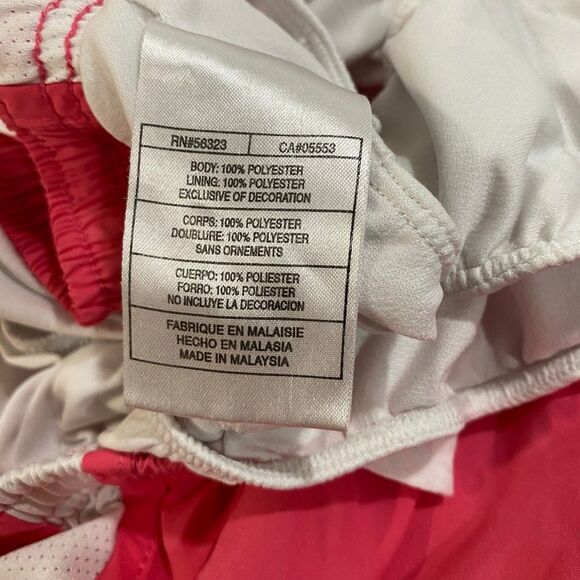 RN#56323 CA#05553
BODY: 100% POLYESTER
LINING: 100% POLYESTER
EXCLUSIVE OF DECORATION
CORPS: 100% POLYESTER
DOUBLURE: 100% POLYESTER
SANS ORNEMENTS
CUERPO: 100% POLIESTER
FORRO: 100% POLIESTER
NO INCLUYE LA DECORACION
FABRIQUE EN MALAISIE
HECHO EN MALASIA
MADE IN MALAYSIA